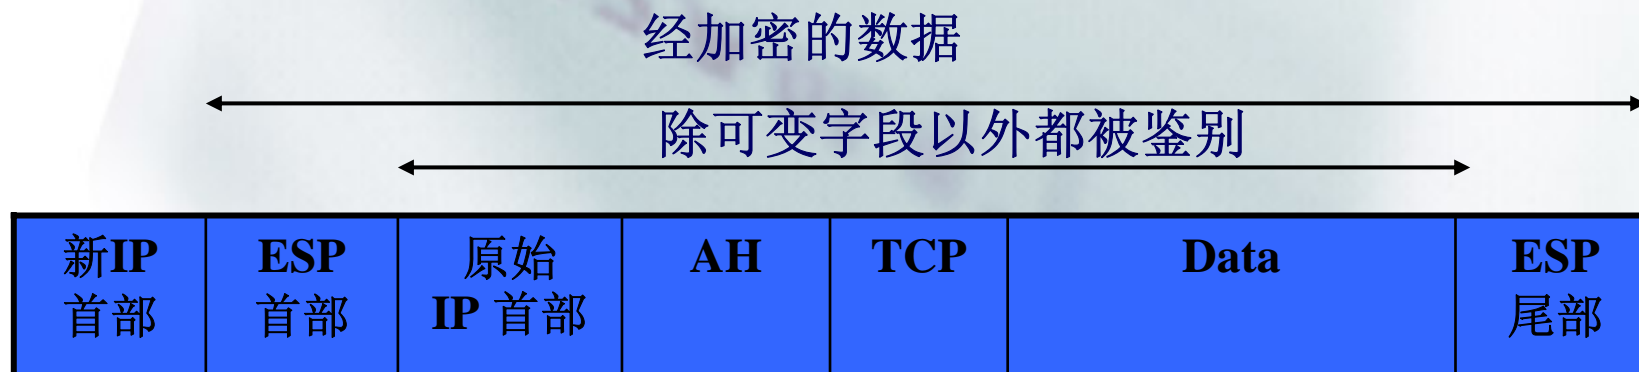 经加密的数据
除可变字段以外都被鉴别
新IP
首部
ESP
首部
原始
IP 首部
AH
TCP
Data
ESP
尾部